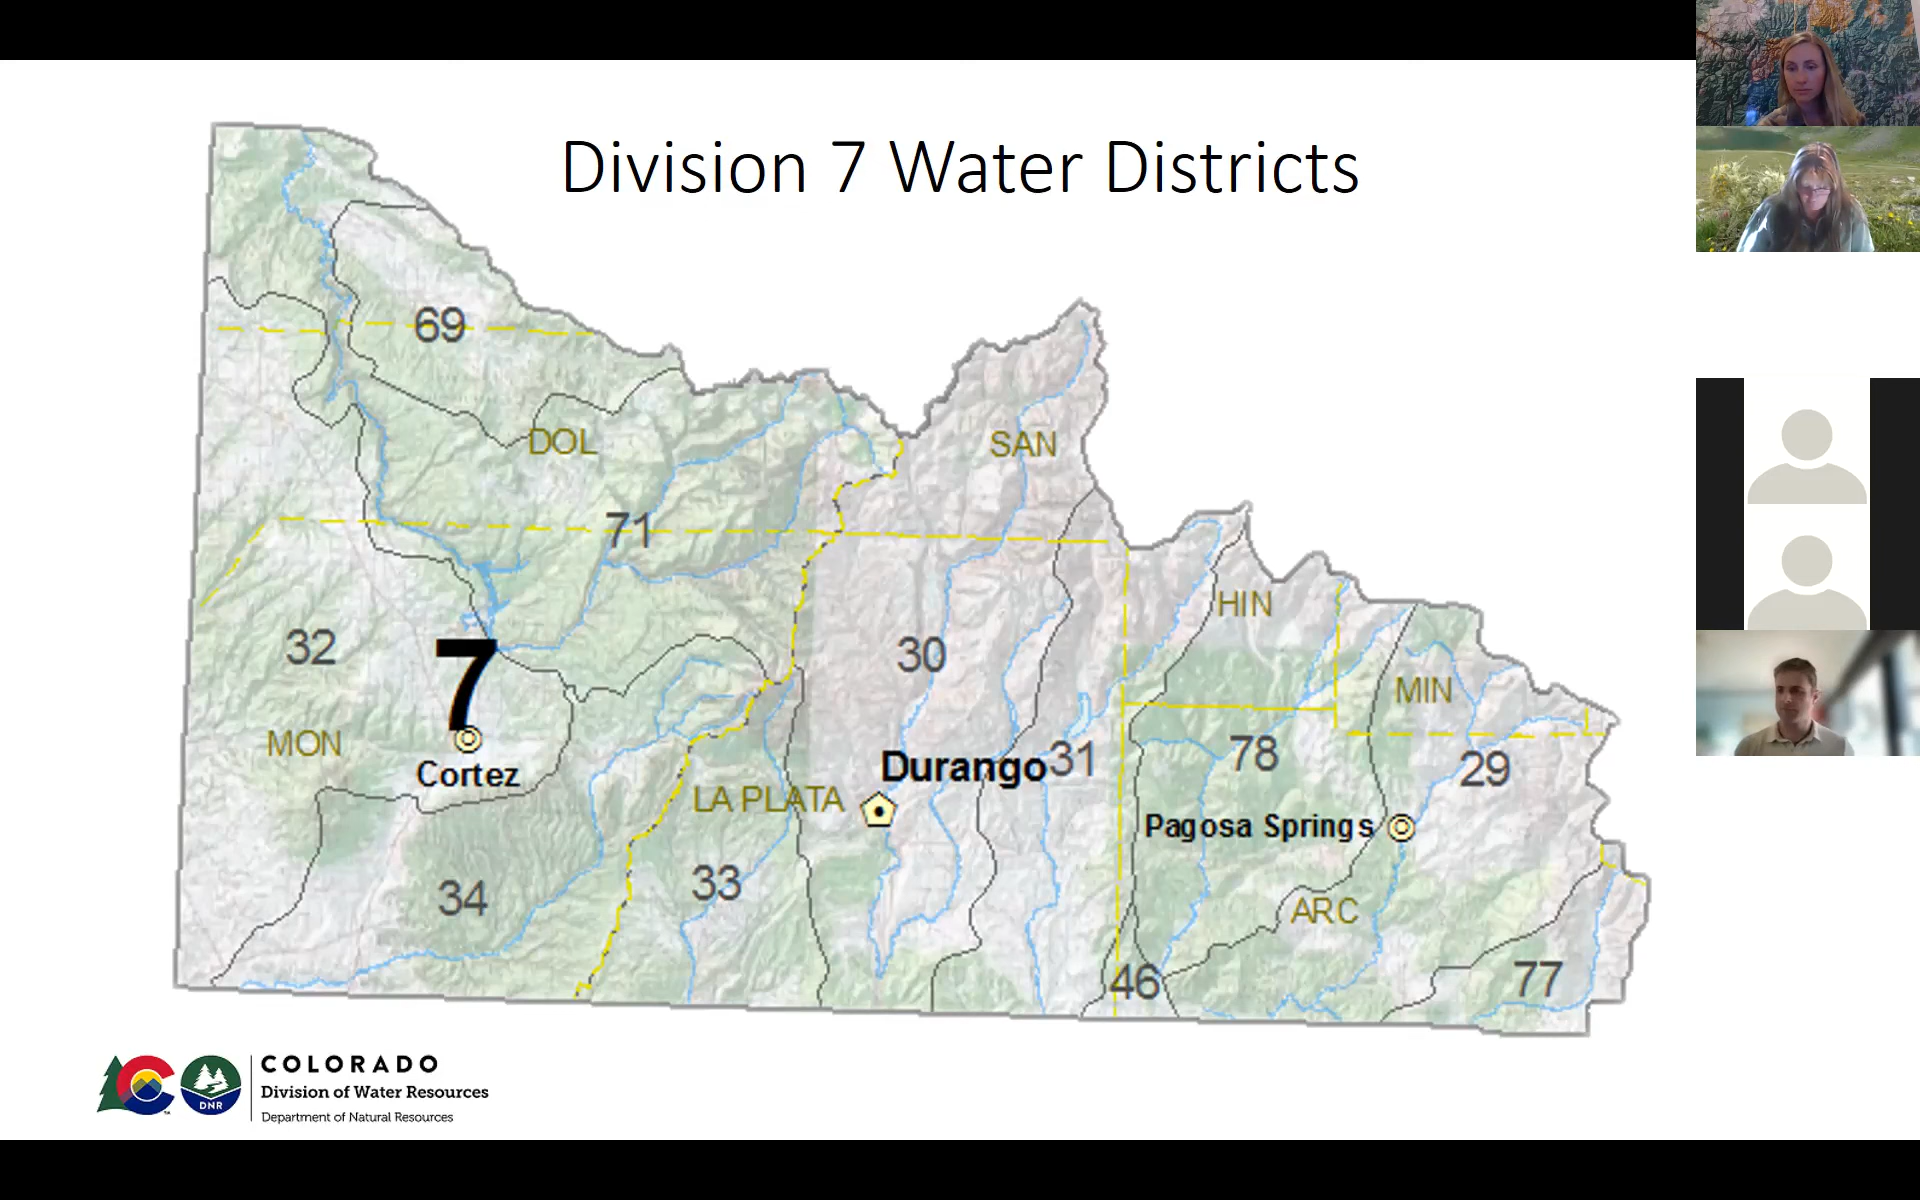 Division 7 Water Districts
69
DOL
SAN
71
HIN
32
30
MIN
7
MON
78
29
Durango
31
Cortez
LA PLATA
Pagosa Springs
33
34
ARC
46
77
COLORADO
Division of Water Resources
Department of Natural Resources
DNR